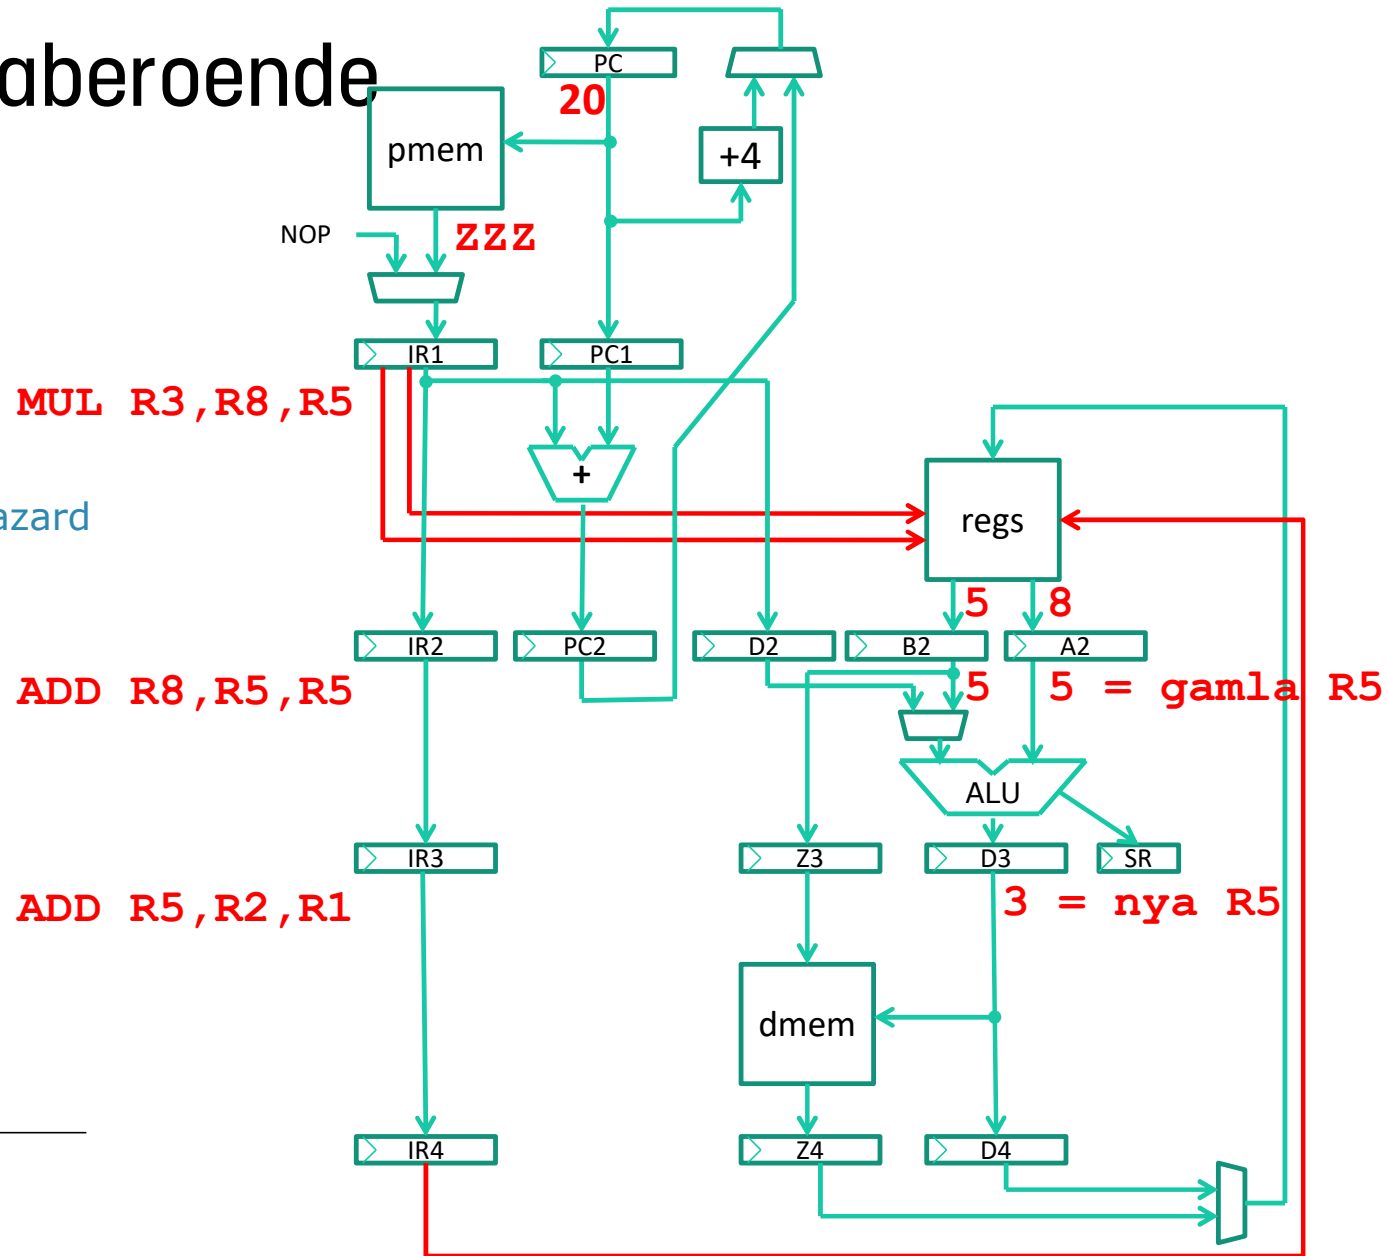 aberoende
PC
20
pmem
+4
NOP
ZZZ
IR1
PC1
MUL R3,R8,R5
+
azard
regs
5
8
IR2
PC2
D2
B2
A2
ADD R8,R5,R5
5
5 = gamla R5
ALU
IR3
Z3
D3
SR
ADD R5,R2,R1
3 = nya R5
dmem
IR4
Z4
D4